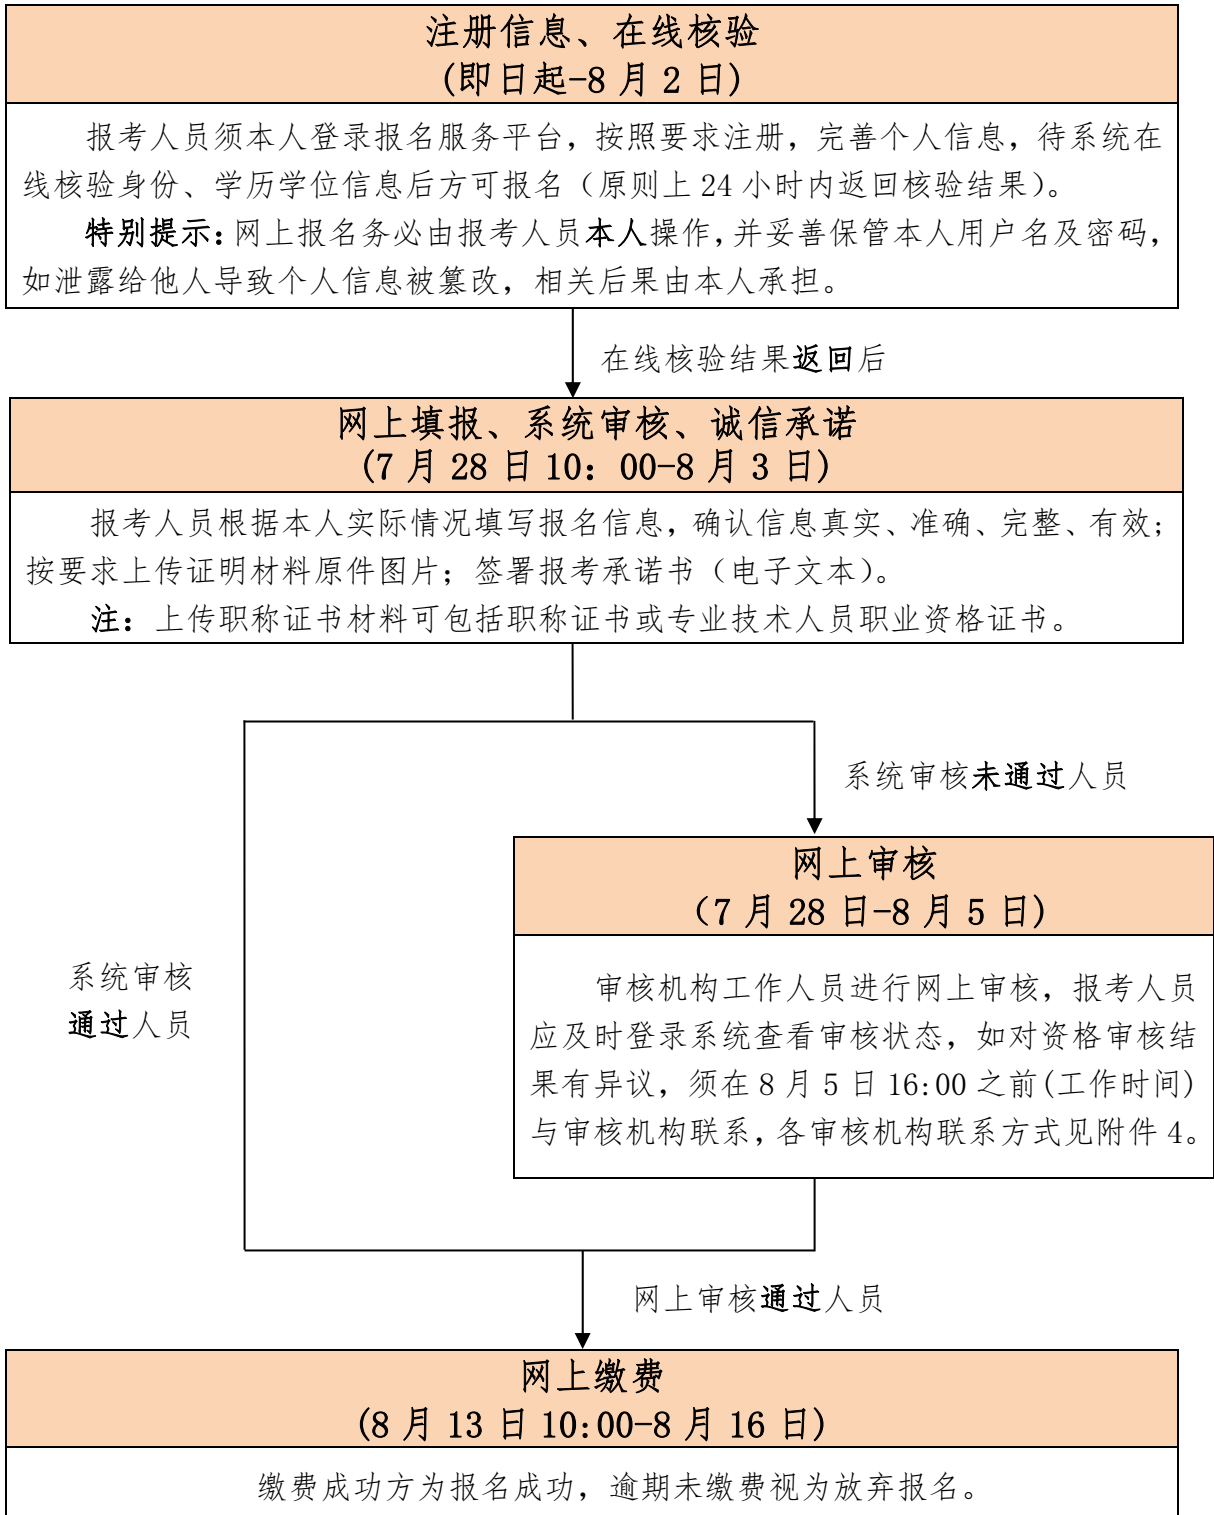 注册信息、在线核验
(即日起-8 月 2 日)
报考人员须本人登录报名服务平台，按照要求注册，完善个人信息，待系统在
线核验身份、学历学位信息后方可报名（原则上 24 小时内返回核验结果）。
特别提示：网上报名务必由报考人员本人操作，并妥善保管本人用户名及密码，
如泄露给他人导致个人信息被篡改，相关后果由本人承担。
在线核验结果返回后
网上填报、系统审核、诚信承诺
(7 月 28 日 10：00-8 月 3 日)
报考人员根据本人实际情况填写报名信息，确认信息真实、准确、完整、有效；
按要求上传证明材料原件图片；签署报考承诺书（电子文本）。
注：上传职称证书材料可包括职称证书或专业技术人员职业资格证书。
系统审核未通过人员
网上审核
（7 月 28 日-8 月 5 日）
系统审核
通过人员
审核机构工作人员进行网上审核，报考人员
应及时登录系统查看审核状态，如对资格审核结
果有异议，须在 8 月 5 日 16:00 之前(工作时间)
与审核机构联系，各审核机构联系方式见附件 4。
网上审核通过人员
网上缴费
(8 月 13 日 10:00-8 月 16 日)
缴费成功方为报名成功，逾期未缴费视为放弃报名。